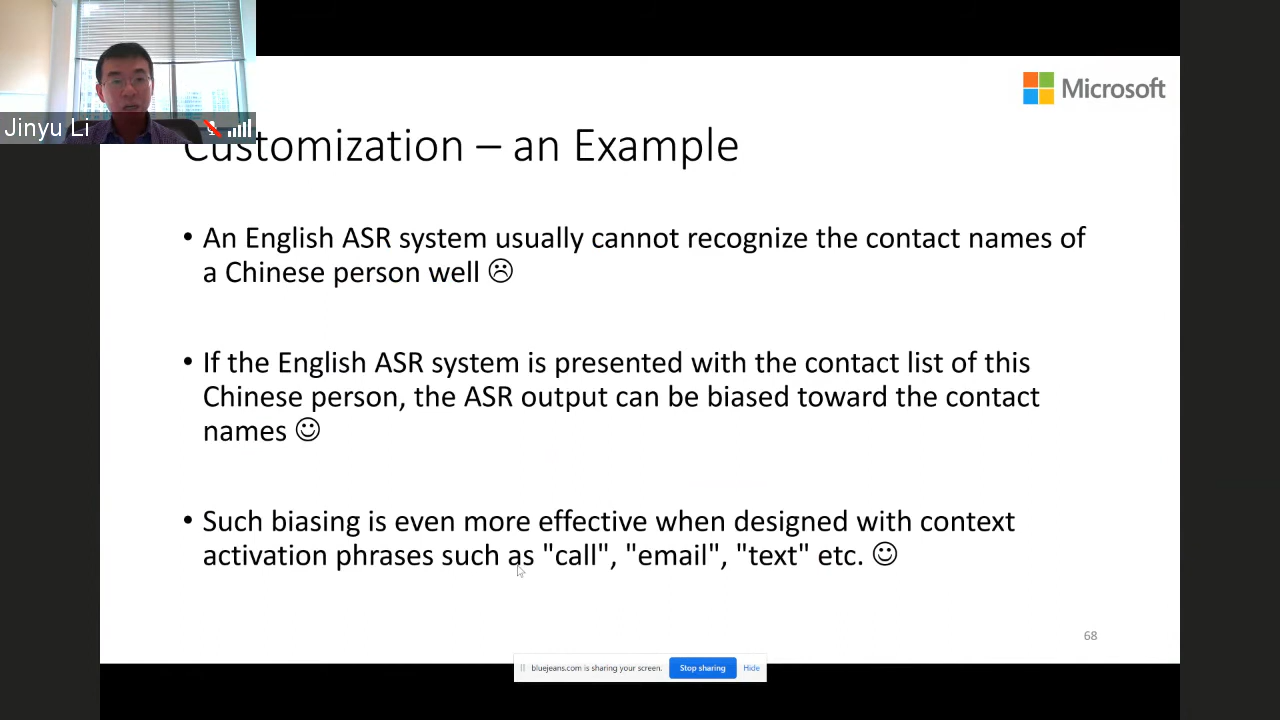 Microsoft
Jinyu Li
Customization – an Example
• An English ASR system usually cannot recognize the contact names of
a Chinese person well ☹
• If the English ASR system is presented with the contact list of this
Chinese person, the ASR output can be biased toward the contact
names ☺
• Such biasing is even more effective when designed with context
activation phrases such as "call", "email", "text" etc. ☺
68
bluejeans.com is sharing your screen. Stop sharing Hide